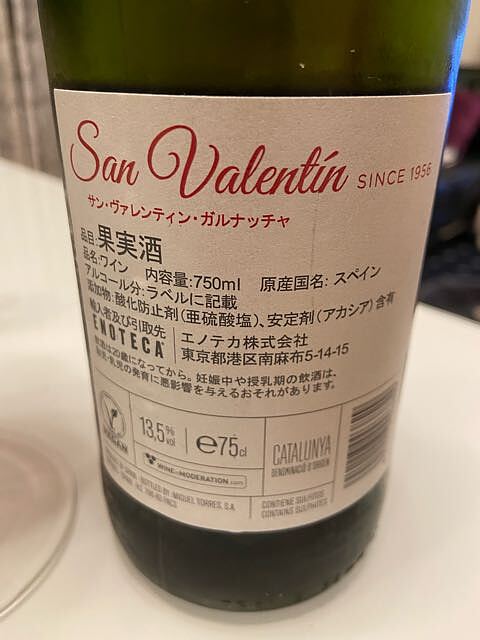 San Valentín SINCE 1956
サン・ヴァレンティン・ガルナッチャ
品目:果実酒
品名:ワイン 内容量:750ml 原産国名: スペイン
アルコール分:ラベルに記載
添加物:酸化防止剤(亜硫酸塩)、安定剤(アカシア)含有
輸入者及び引取先
ENOTECA エノテカ株式会社
東京都港区南麻布5-14-15
飲酒は20歳になってから。妊娠中や授乳期の飲酒は、
胎児・乳児の発育に悪影響を与えるおそれがあります。
VEGAN
13,5% vol
e75cl
WINE in MODERATION.com
CATALUNYA
DENOMINACIÓ D'ORIGEN
BOTTLED BY: MIGUEL TORRES, S.A.
CONTIENE SULFITOS
CONTAINS SULPHITES